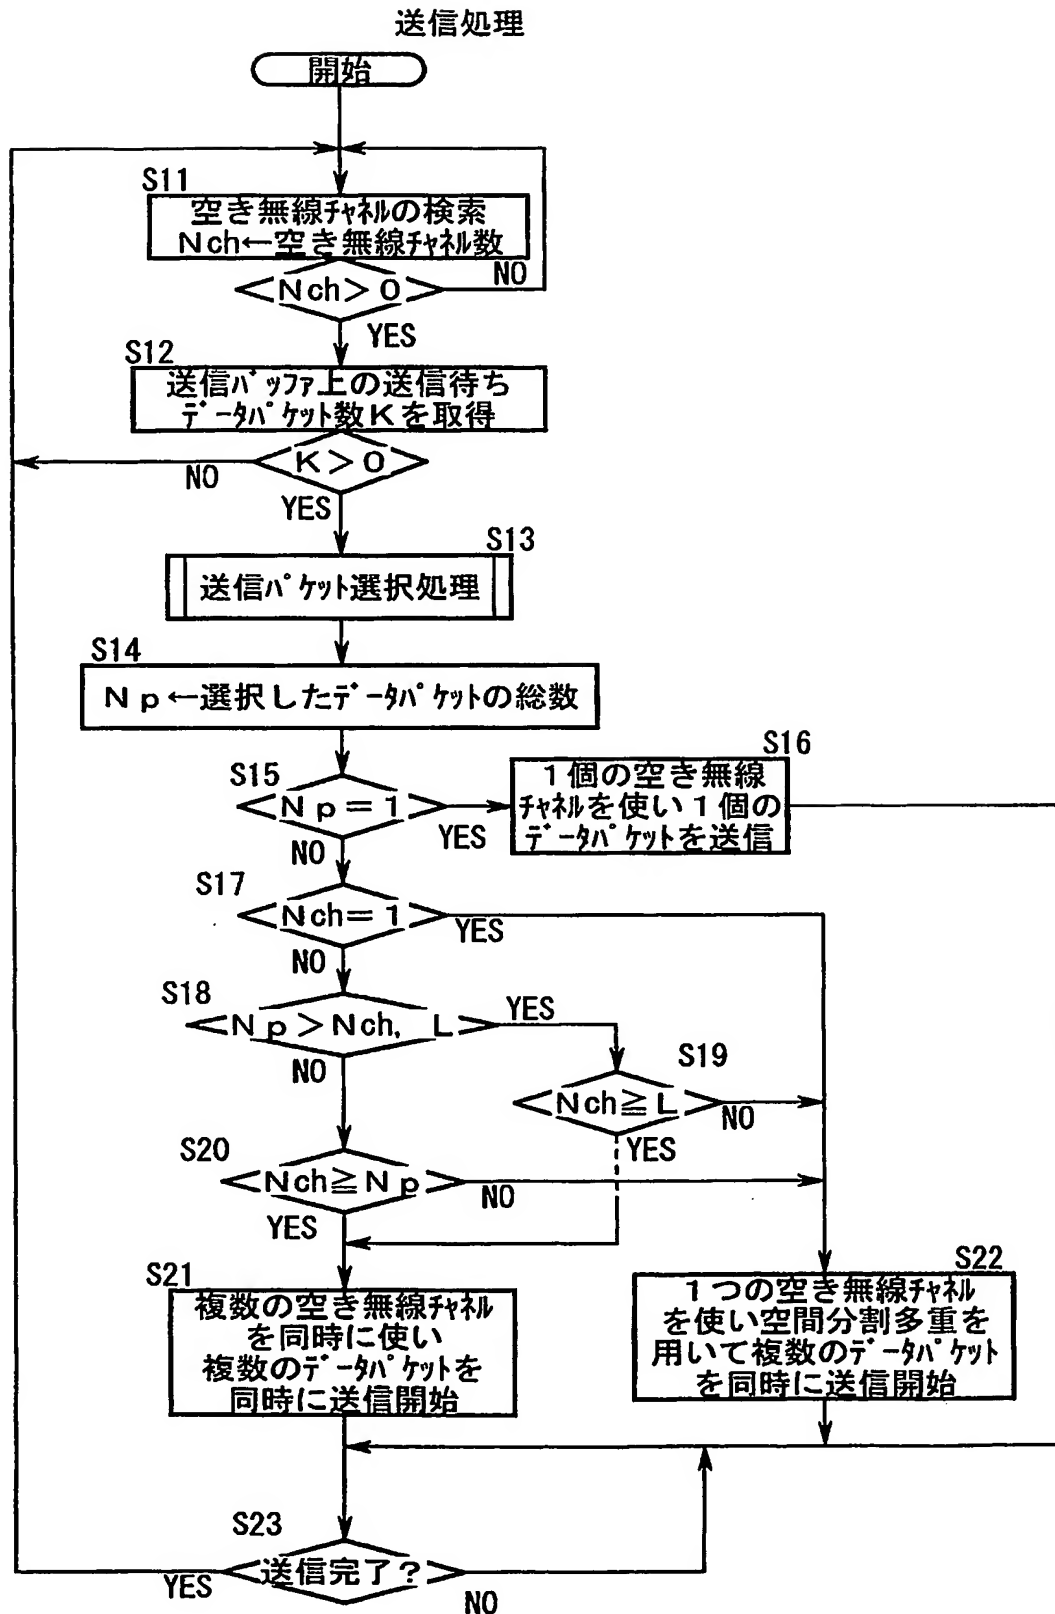 送信処理
開始
S11
空き無線チャネルの検索
Nch←空き無線チャネル数
Nch>0
NO
YES
S12
送信バッファ上の送信待ち
データパケット数Kを取得
K>0
NO
YES
S13
送信パケット選択処理
S14
Np←選択したデータパケットの総数
S15
Np=1
YES
NO
S16
1個の空き無線
チャネルを使い1個の
データパケットを送信
S17
Nch=1
YES
NO
S18
Np>Nch, L
YES
NO
S19
Nch≧L
NO
YES
S20
Nch≧Np
NO
YES
S21
複数の空き無線チャネル
を同時に使い
複数のデータパケットを
同時に送信開始
S22
1つの空き無線チャネル
を使い空間分割多重を
用いて複数のデータパケット
を同時に送信開始
S23
送信完了?
YES
NO